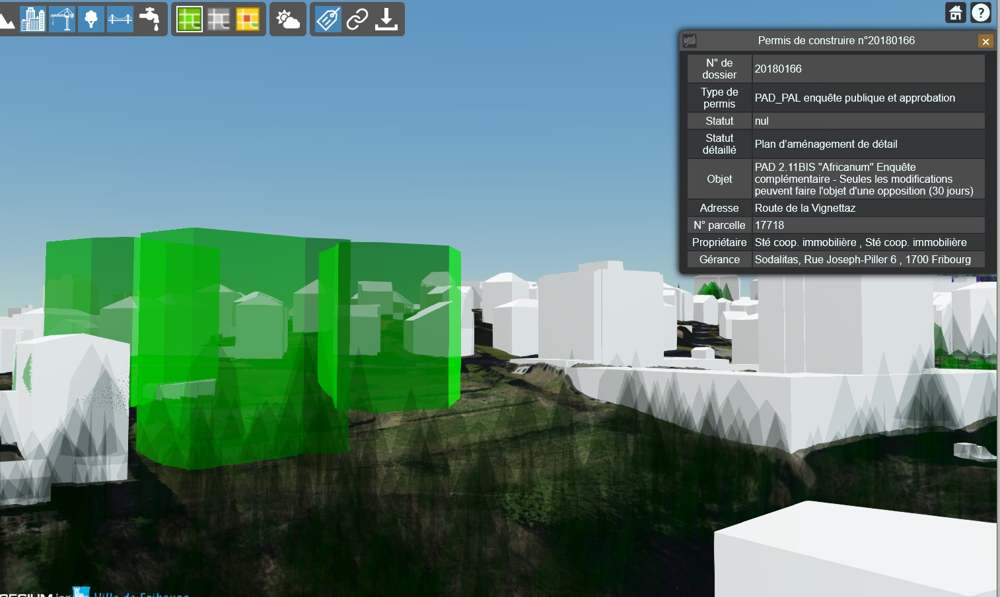 Permis de construire n°20180166
N° de
dossier
20180166
Type de
permis
PAD_PAL enquête publique et approbation
Statut
nul
Statut
détaillé
Plan d'aménagement de détail
Objet
PAD 2.11BIS "Africanum" Enquête
complémentaire - Seules les modifications
peuvent faire l'objet d'une opposition (30 jours)
Adresse
Route de la Vignettaz
N° parcelle
17718
Propriétaire
Sté coop. immobilière , Sté coop. immobilière
Gérance
Sodalitas, Rue Joseph-Piller 6 , 1700 Fribourg
CESIUM ion Ville de Fribourg